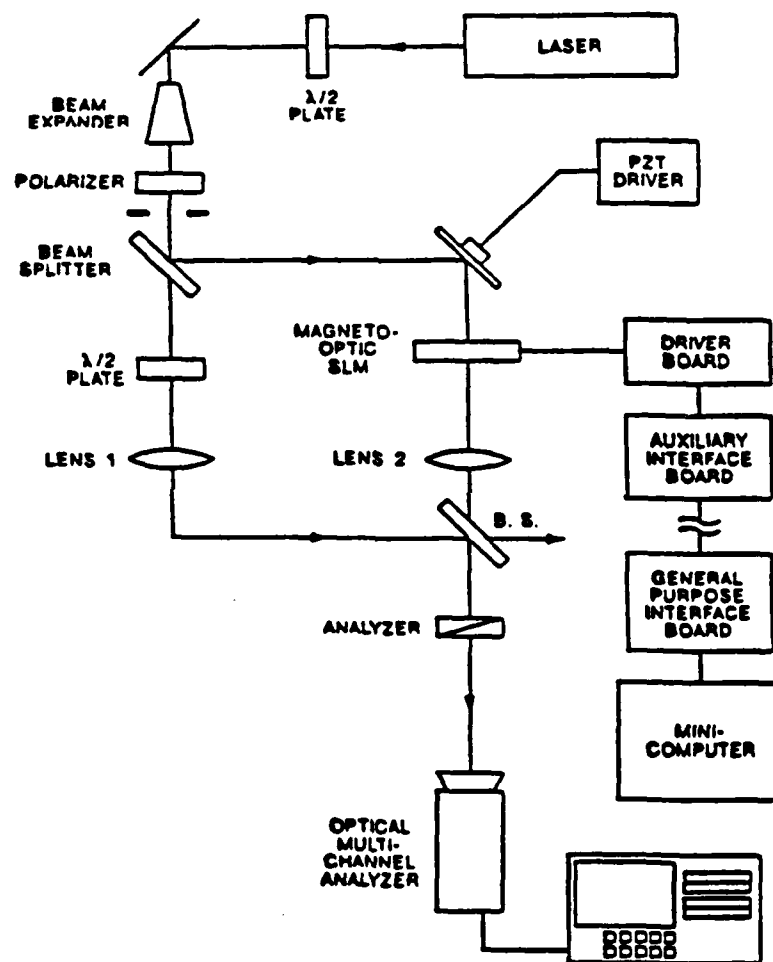 LASER
λ/2
PLATE
BEAM
EXPANDER
POLARIZER
PZT
DRIVER
BEAM
SPLITTER
MAGNETO-
OPTIC
SLM
DRIVER
BOARD
λ/2
PLATE
LENS 1
LENS 2
AUXILIARY
INTERFACE
BOARD
B. S.
GENERAL
PURPOSE
INTERFACE
BOARD
ANALYZER
MINI-
COMPUTER
OPTICAL
MULTI-
CHANNEL
ANALYZER